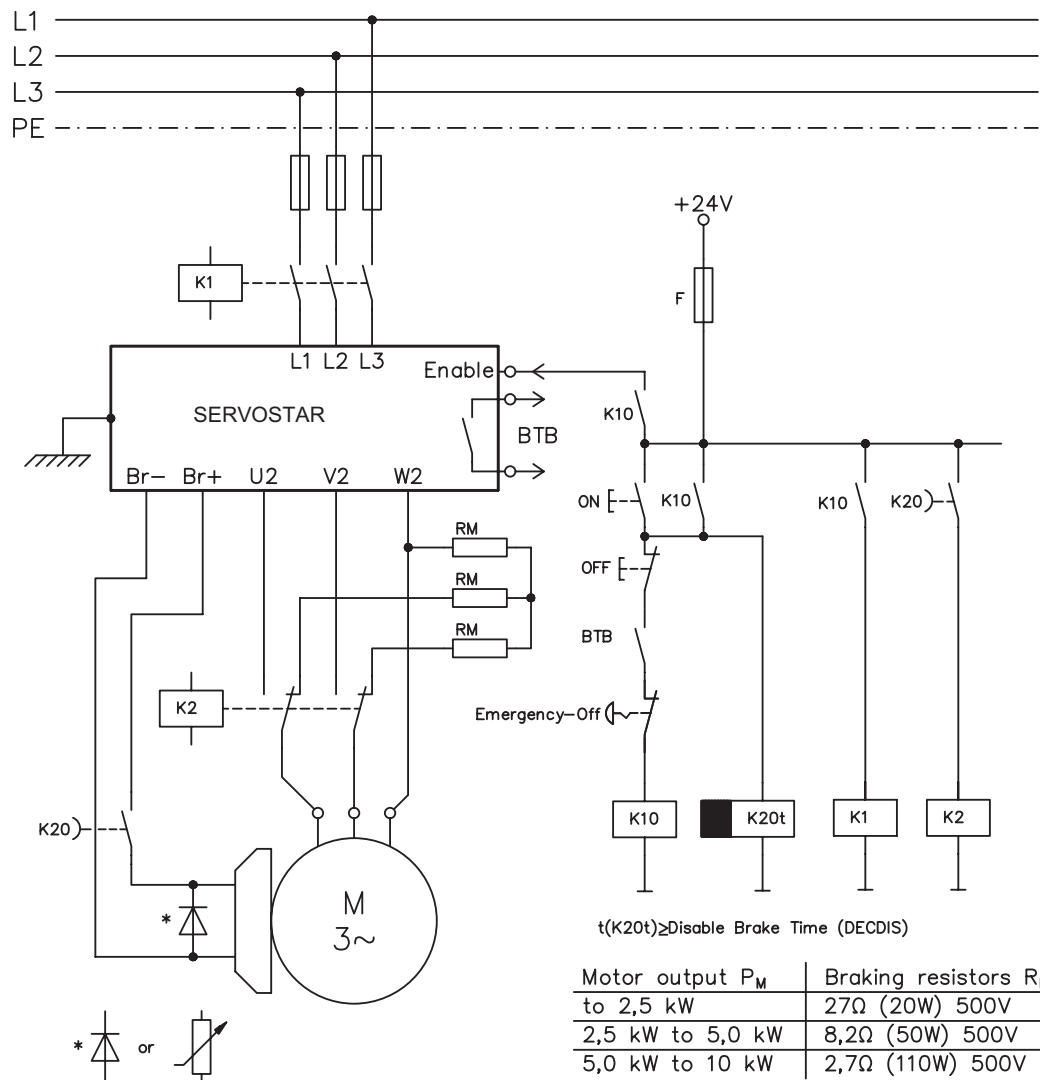 L1
L2
L3
PE
+24V
F
K1
L1 L2 L3
Enable
SERVOSTAR
BTB
K10
Br- Br+ U2 V2 W2
ON
K10
K10
K20
RM
RM
RM
OFF
BTB
K2
Emergency-Off
K20
K10
K20t
K1
K2
M
3~
*
t(K20t)≥Disable Brake Time (DECDIS)
Motor output PM Braking resistors
to 2,5 kW 27Ω (20W) 500V
2,5 kW to 5,0 kW 8,2Ω (50W) 500V
5,0 kW to 10 kW 2,7Ω (110W) 500V
* or